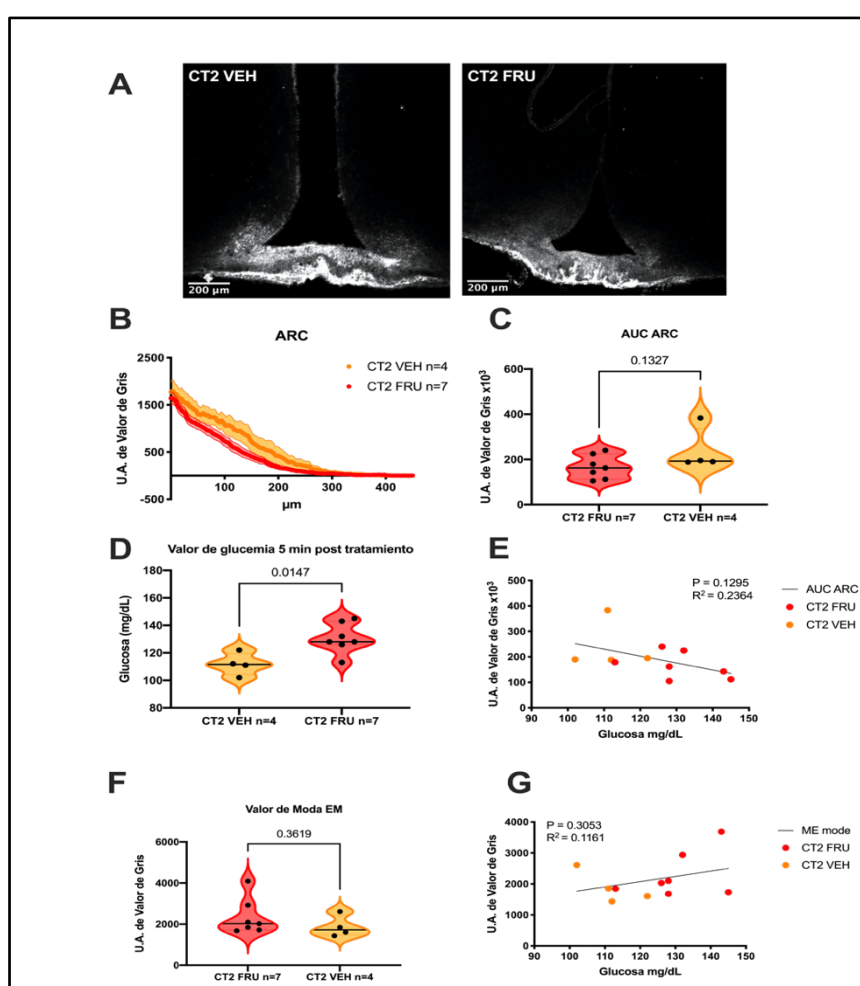 A
CT2 VEH
CT2 FRU
200 µm
200 µm
B
ARC
CT2 VEH n=4
CT2 FRU n=7
U.A. de Valor de Gris
2500
1500
500
-500
100
200
300
400
µm
C
AUC ARC
0.1327
U.A. de Valor de Gris x10³
600
400
200
0
CT2 FRU n=7
CT2 VEH n=4
D
Valor de glucemia 5 min post tratamiento
0.0147
Glucosa (mg/dL)
160
140
120
100
80
CT2 VEH n=4
CT2 FRU n=7
E
P = 0.1295
R² = 0.2364
AUC ARC
CT2 FRU
CT2 VEH
U.A. de Valor de Gris x10³
500
400
300
200
100
0
90
100
110
120
130
140
150
Glucosa mg/dL
F
Valor de Moda EM
0.3619
U.A. de Valor de Gris
6000
4000
2000
0
CT2 FRU n=7
CT2 VEH n=4
G
P = 0.3053
R² = 0.1161
ME mode
CT2 FRU
CT2 VEH
U.A. de Valor de Gris
4000
3000
2000
1000
0
90
100
110
120
130
140
150
Glucosa mg/dL